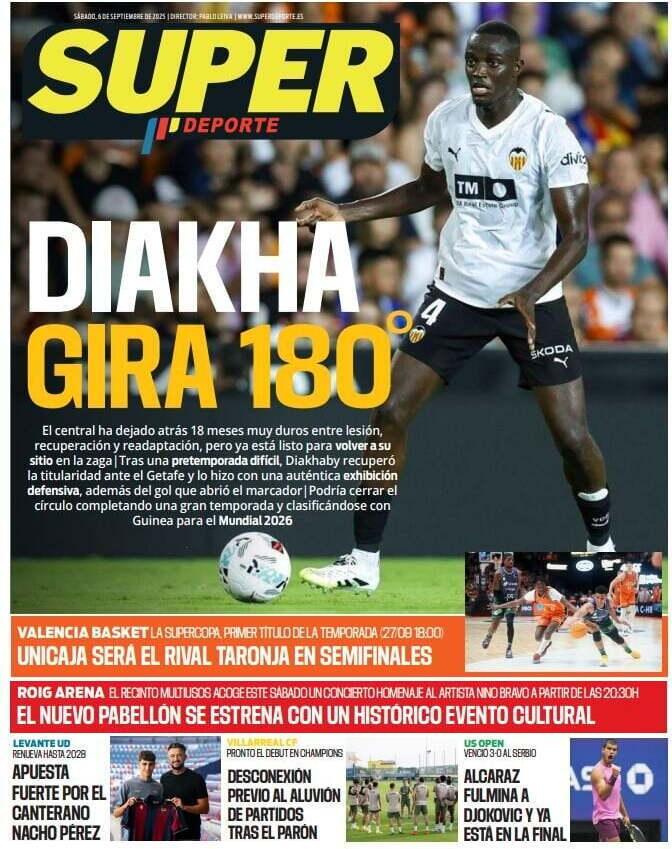 SÁBADO, 6 DE SEPTIEMBRE DE 2025 | DIRECTOR: PABLO LEIVA | WWW.SUPERDEPORTE.ES
SUPER
DEPORTE
divix
TM
Real Estate Group
4
SKODA
DIAKHA
GIRA 180°
El central ha dejado atrás 18 meses muy duros entre lesión,
recuperación y readaptación, pero ya está listo para volver a su
sitio en la zaga|Tras una pretemporada difícil, Diakhaby recuperó
la titularidad ante el Getafe y lo hizo con una auténtica exhibición
defensiva, además del gol que abrió el marcador|Podría cerrar el
círculo completando una gran temporada y clasificándose con
Guinea para el Mundial 2026
VALENCIA BASKET LA SUPERCOPA, PRIMER TÍTULO DE LA TEMPORADA (27/09 18:00)
UNICAJA SERÁ EL RIVAL TARONJA EN SEMIFINALES
ROIG ARENA EL RECINTO MULTIUSOS ACOGE ESTE SÁBADO UN CONCIERTO HOMENAJE AL ARTISTA NINO BRAVO A PARTIR DE LAS 20:30H
EL NUEVO PABELLÓN SE ESTRENA CON UN HISTÓRICO EVENTO CULTURAL
LEVANTE UD
RENUEVA HASTA 2028
APUESTA
FUERTE POR EL
CANTERANO
NACHO PÉREZ
VILLARREAL CF
PRONTO EL DEBUT EN CHAMPIONS
DESCONEXIÓN
PREVIO AL ALUVIÓN
DE PARTIDOS
TRAS EL PARÓN
US OPEN
VENCIÓ 3-0 AL SERBIO
ALCARAZ
FULMINA A
DJOKOVIC Y YA
ESTÁ EN LA FINAL